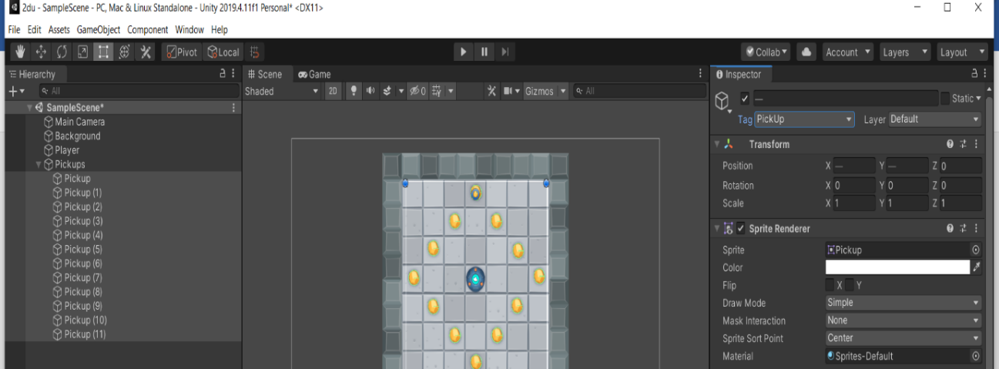 2du - SampleScene - PC, Mac & Linux Standalone - Unity 2019.4.11f1 Personal* <DX11>
File Edit Assets GameObject Component Window Help
Pivot Local Collab Account Layers Layout
Hierarchy
All
SampleScene*
Main Camera
Background
Player
Pickups
Pickup
Pickup (1)
Pickup (2)
Pickup (3)
Pickup (4)
Pickup (5)
Pickup (6)
Pickup (7)
Pickup (8)
Pickup (9)
Pickup (10)
Pickup (11)
Scene Game
Shaded 2D 0 Gizmos All
Inspector
— Static
Tag PickUp Layer Default
Transform
Position X — Y — Z 0
Rotation X 0 Y 0 Z 0
Scale X 1 Y 1 Z 1
Sprite Renderer
Sprite Pickup
Color
Flip X Y
Draw Mode Simple
Mask Interaction None
Sprite Sort Point Center
Material Sprites-Default